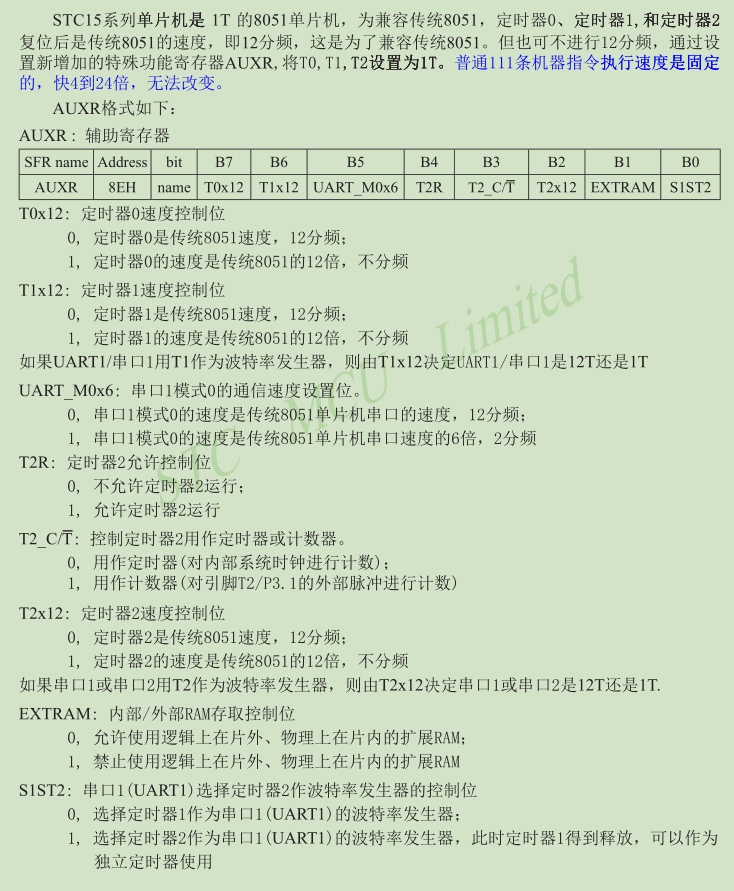 STC15系列单片机是 1T 的8051单片机，为兼容传统8051，定时器0、定时器1,和定时器2
复位后是传统8051的速度，即12分频，这是为了兼容传统8051。但也可不进行12分频，通过设
置新增加的特殊功能寄存器AUXR,将T0,T1,T2设置为1T。普通111条机器指令执行速度是固定
的，快4到24倍，无法改变。
AUXR格式如下：
AUXR : 辅助寄存器
SFR name Address bit B7 B6 B5 B4 B3 B2 B1 B0
AUXR 8EH name T0x12 T1x12 UART_M0x6 T2R T2_C/T̅ T2x12 EXTRAM S1ST2
T0x12: 定时器0速度控制位
0, 定时器0是传统8051速度，12分频；
1, 定时器0的速度是传统8051的12倍，不分频
T1x12: 定时器1速度控制位
0, 定时器1是传统8051速度，12分频；
1, 定时器1的速度是传统8051的12倍，不分频
如果UART1/串口1用T1作为波特率发生器，则由T1x12决定UART1/串口1是12T还是1T
UART_M0x6: 串口1模式0的通信速度设置位。
0, 串口1模式0的速度是传统8051单片机串口的速度，12分频；
1, 串口1模式0的速度是传统8051单片机串口速度的6倍，2分频
T2R: 定时器2允许控制位
0, 不允许定时器2运行；
1, 允许定时器2运行
T2_C/T̅: 控制定时器2用作定时器或计数器。
0, 用作定时器(对内部系统时钟进行计数)；
1, 用作计数器(对引脚T2/P3.1的外部脉冲进行计数)
T2x12: 定时器2速度控制位
0, 定时器2是传统8051速度，12分频；
1, 定时器2的速度是传统8051的12倍，不分频
如果串口1或串口2用T2作为波特率发生器，则由T2x12决定串口1或串口2是12T还是1T.
EXTRAM: 内部/外部RAM存取控制位
0, 允许使用逻辑上在片外、物理上在片内的扩展RAM；
1, 禁止使用逻辑上在片外、物理上在片内的扩展RAM
S1ST2: 串口1(UART1)选择定时器2作波特率发生器的控制位
0, 选择定时器1作为串口1(UART1)的波特率发生器；
1, 选择定时器2作为串口1(UART1)的波特率发生器，此时定时器1得到释放，可以作为
独立定时器使用
STC MCU Limited